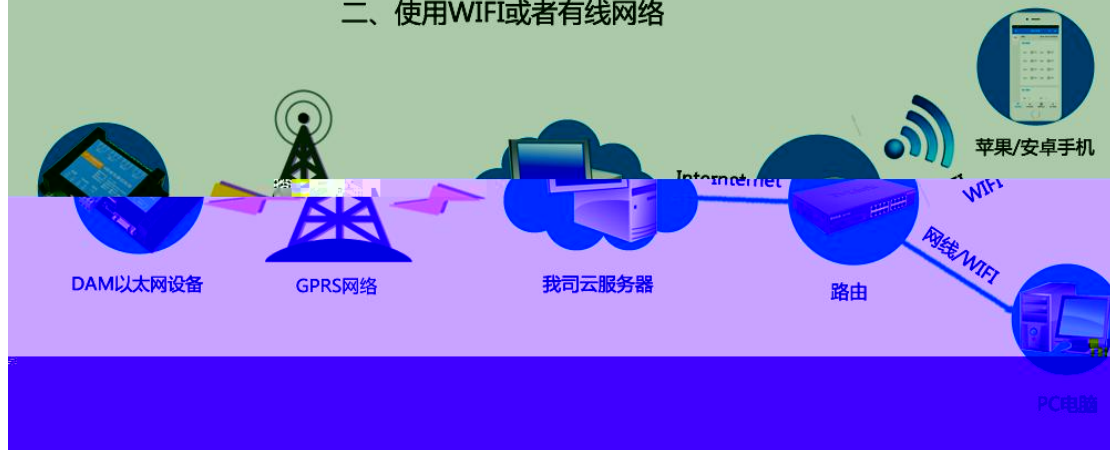 二、使用WIFI或者有线网络
苹果/安卓手机
Internet
WIFI
网线/WIFI
DAM以太网设备
GPRS网络
我司云服务器
路由
PC电脑